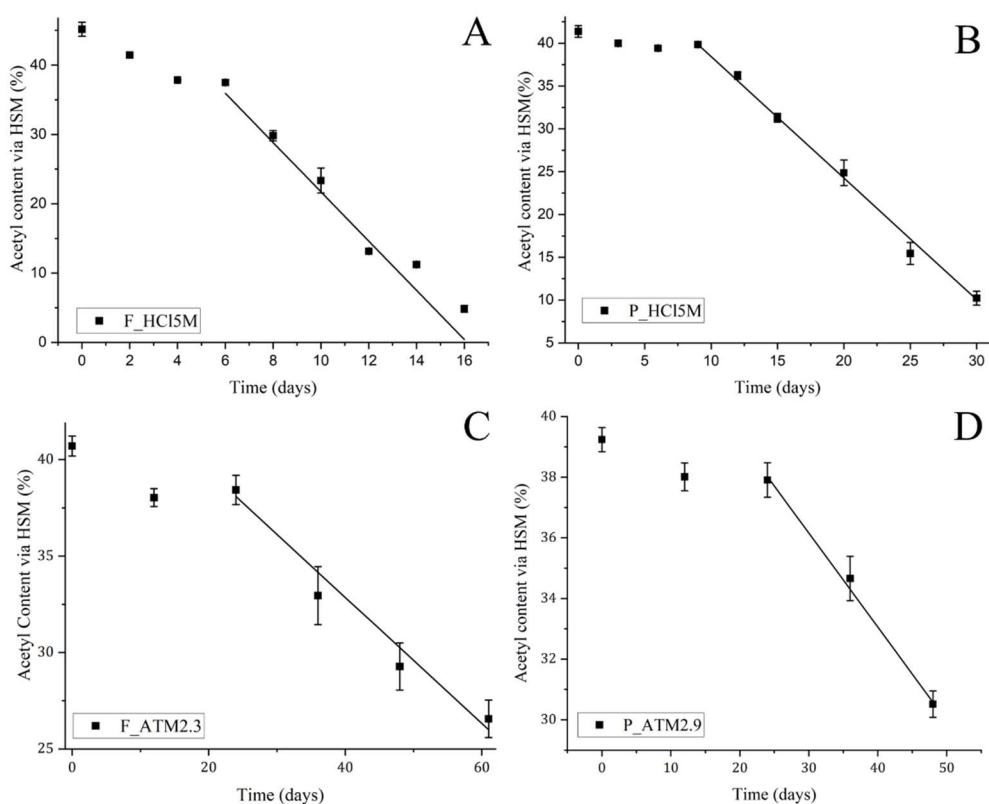 A
Acetyl content via HSM (%)
40
30
20
10
0
F_HCl5M
0 2 4 6 8 10 12 14 16
Time (days)
B
Acetyl content via HSM(%)
40
35
30
25
20
15
10
5
P_HCl5M
0 5 10 15 20 25 30
Time (days)
C
Acetyl Content via HSM (%)
40
35
30
25
F_ATM2.3
0 20 40 60
Time (days)
D
Acetyl content via HSM (%)
40
38
36
34
32
30
P_ATM2.9
0 10 20 30 40 50
Time (days)